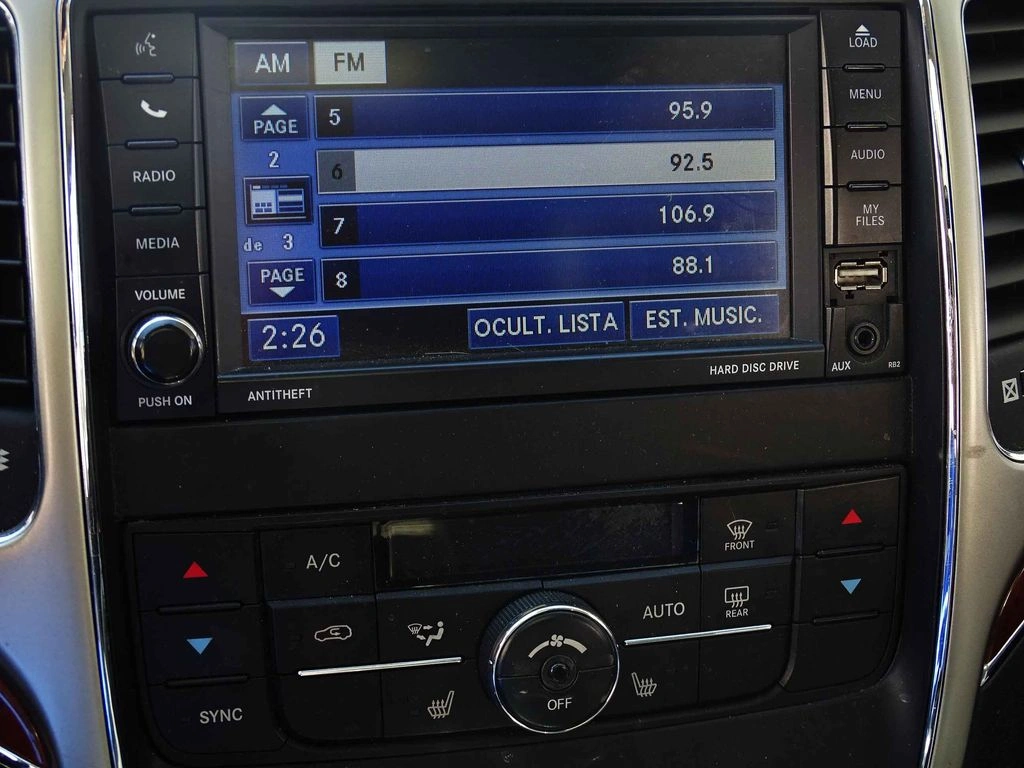 AM FM
LOAD
PAGE
2
de 3
PAGE
5 95.9
6 92.5
7 106.9
8 88.1
2:26
OCULT. LISTA
EST. MUSIC.
RADIO
MEDIA
VOLUME
PUSH ON
MENU
AUDIO
MY
FILES
AUX
RB2
ANTITHEFT
HARD DISC DRIVE
A/C
FRONT
AUTO
REAR
OFF
SYNC